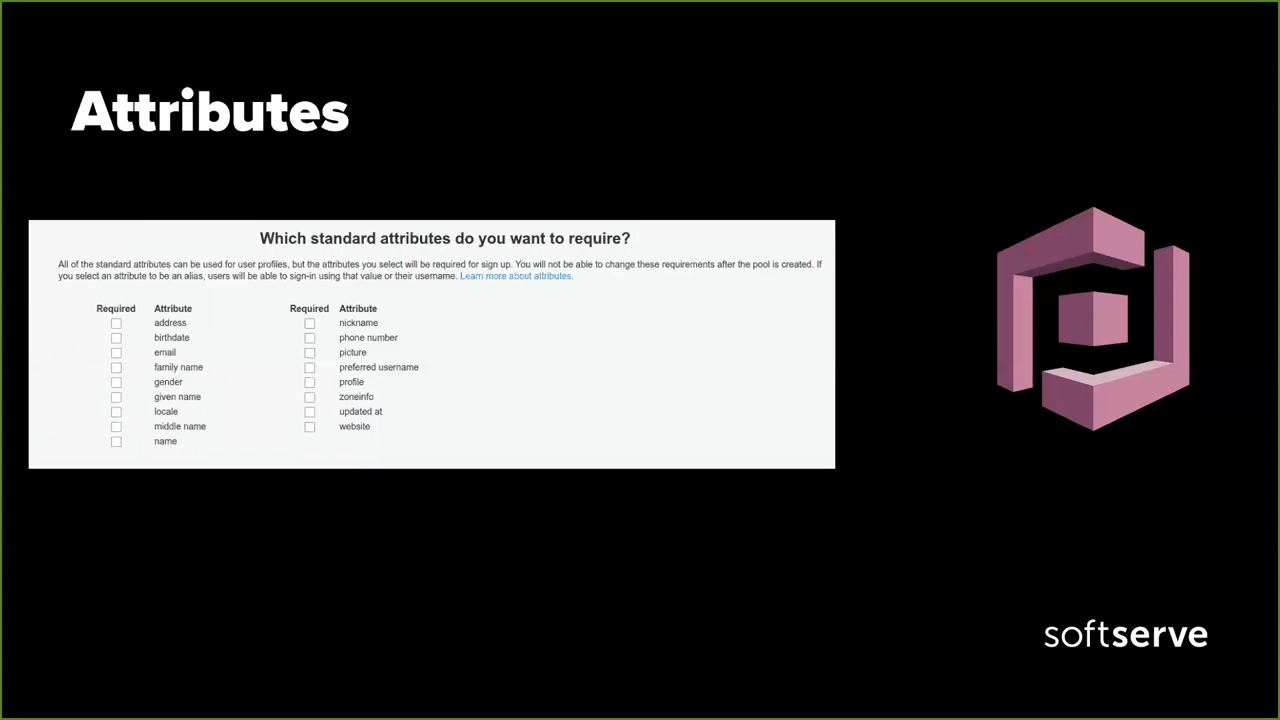 Attributes
Which standard attributes do you want to require?
All of the standard attributes can be used for user profiles, but the attributes you select will be required for sign up. You will not be able to change these requirements after the pool is created. If
you select an attribute to be an alias, users will be able to sign-in using that value or their username. Learn more about attributes.
Required Attribute Required Attribute
address nickname
birthdate phone number
email picture
family name preferred username
gender profile
given name zoneinfo
locale updated at
middle name website
name
softserve